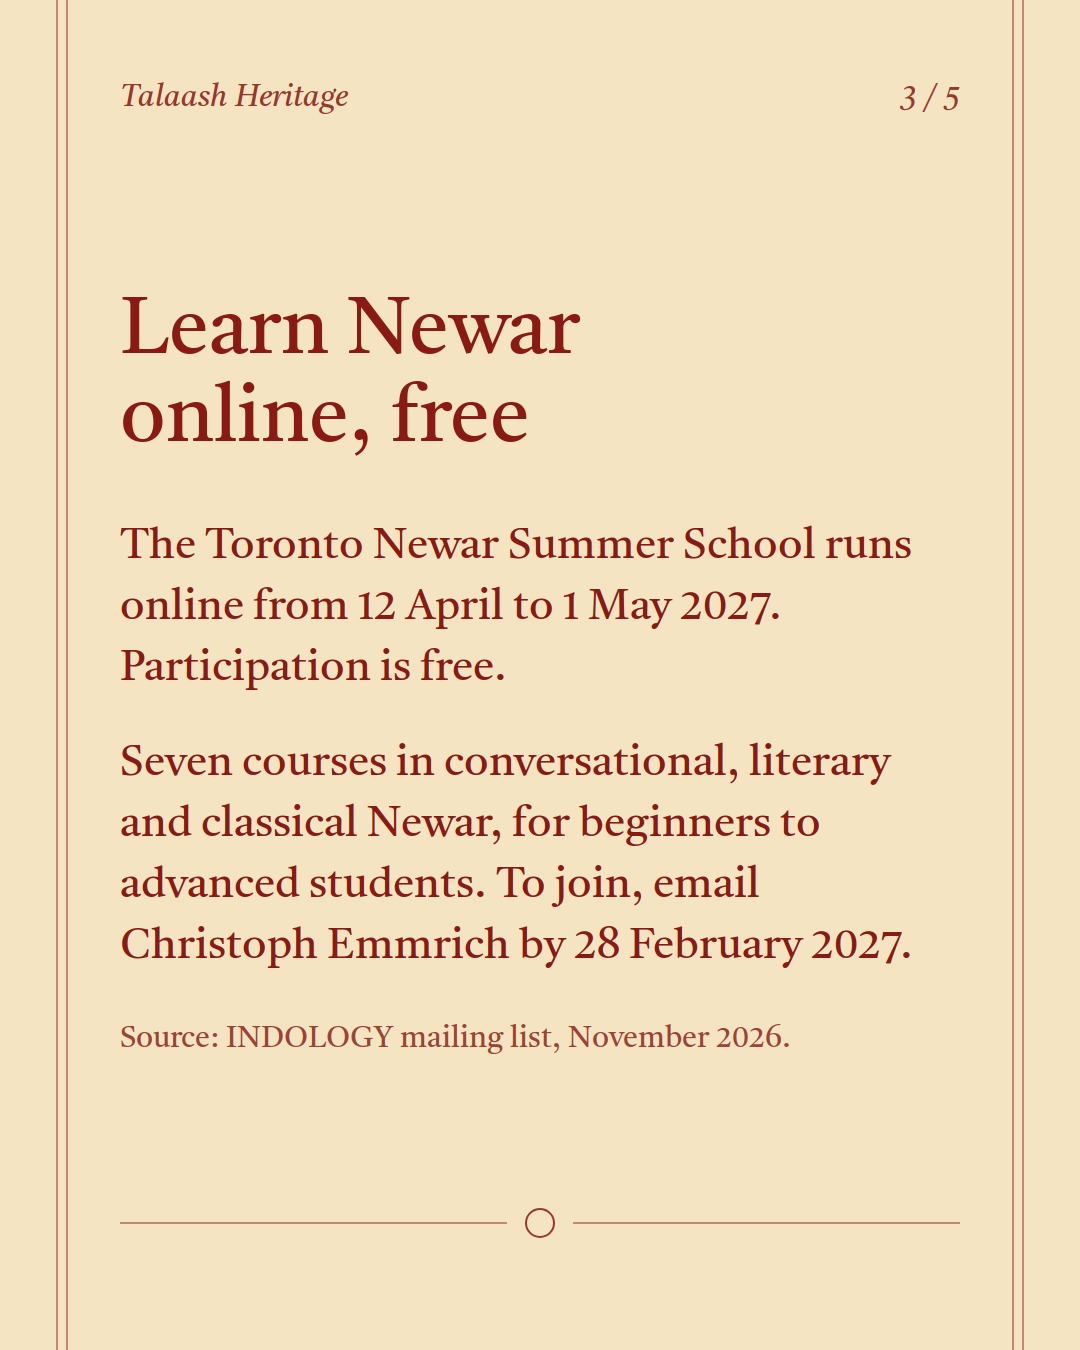 Talaash Heritage
3 / 5
Learn Newar
online, free
The Toronto Newar Summer School runs
online from 12 April to 1 May 2027.
Participation is free.
Seven courses in conversational, literary
and classical Newar, for beginners to
advanced students. To join, email
Christoph Emmrich by 28 February 2027.
Source: INDOLOGY mailing list, November 2026.